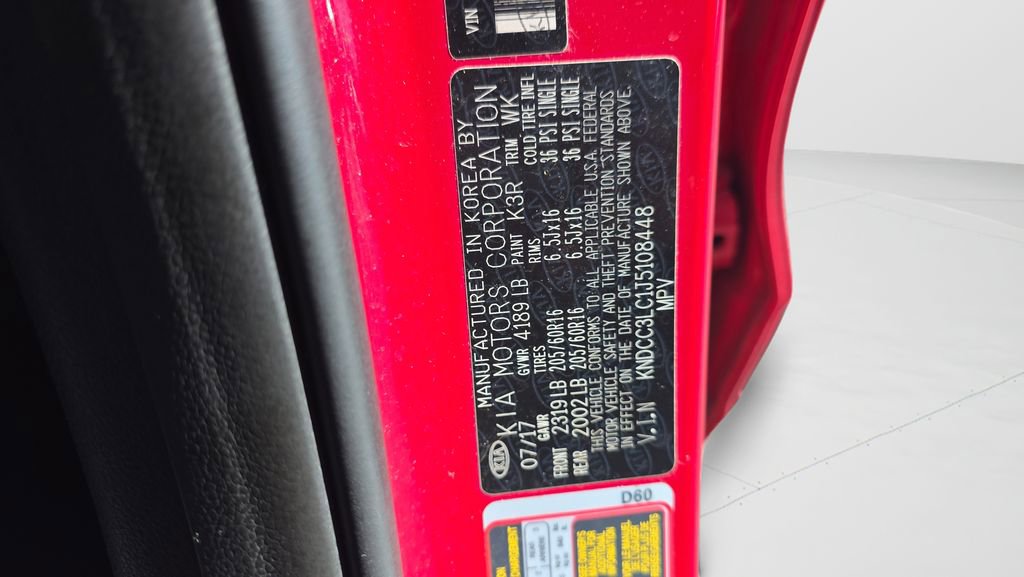 VIN
KIA
MANUFACTURED IN KOREA BY
KIA MOTORS CORPORATION
07/17 GVWR 4189 LB PAINT K3R TRIM WK
GAWR TIRES RIMS COLD TIRE INFL
FRONT 2319 LB 205/60R16 6.5Jx16 36 PSI SINGLE
REAR 2002 LB 205/60R16 6.5Jx16 36 PSI SINGLE
THIS VEHICLE CONFORMS TO ALL APPLICABLE U.S.A. FEDERAL
MOTOR VEHICLE SAFETY AND THEFT PREVENTION STANDARDS
IN EFFECT ON THE DATE OF MANUFACTURE SHOWN ABOVE.
V.I.N KNDCC3LC1J5108448
MPV
D60